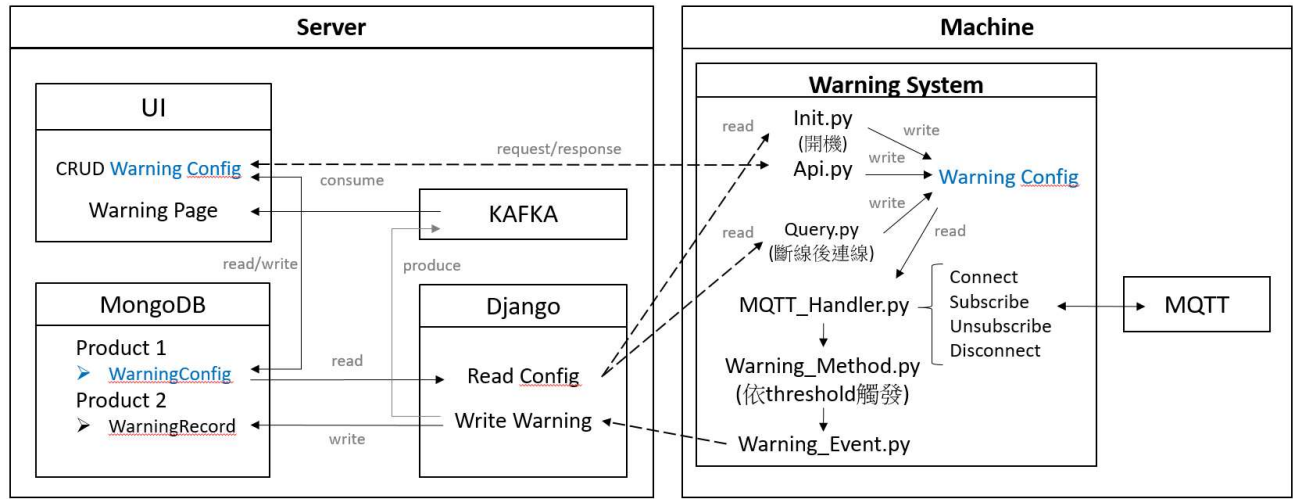 Server
UI
CRUD Warning Config
Warning Page
request/response
consume
KAFKA
read/write
produce
MongoDB
Product 1
WarningConfig
Product 2
WarningRecord
read
write
Django
Read Config
Write Warning
Machine
Warning System
read
Init.py
(開機)
write
Api.py
write
Warning Config
write
read
Query.py
(斷線後連線)
read
MQTT_Handler.py
Connect
Subscribe
Unsubscribe
Disconnect
MQTT
Warning_Method.py
(依threshold觸發)
Warning_Event.py